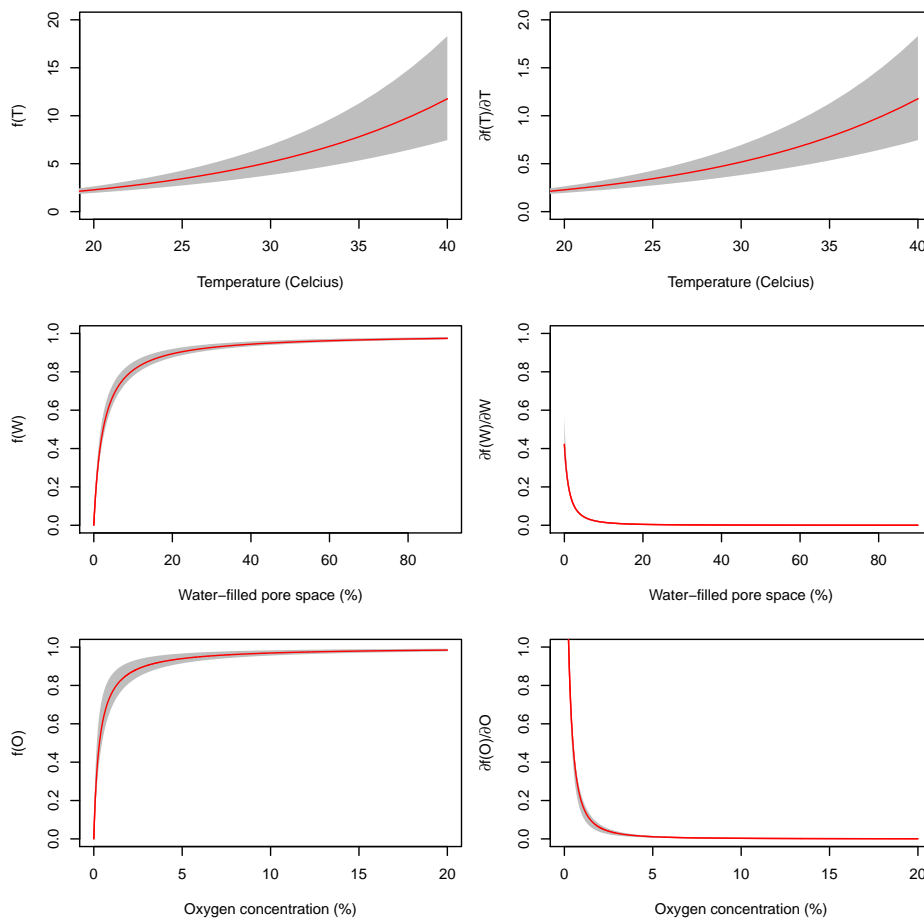 f(T)
20
15
10
5
0
20 25 30 35 40
Temperature (Celcius)
∂f(T)/∂T
2.0
1.5
1.0
0.5
0.0
20 25 30 35 40
Temperature (Celcius)
f(W)
1.0
0.8
0.6
0.4
0.2
0.0
0 20 40 60 80
Water−filled pore space (%)
∂f(W)/∂W
1.0
0.8
0.6
0.4
0.2
0.0
0 20 40 60 80
Water−filled pore space (%)
f(O)
1.0
0.8
0.6
0.4
0.2
0.0
0 5 10 15 20
Oxygen concentration (%)
∂f(O)/∂O
1.0
0.8
0.6
0.4
0.2
0.0
0 5 10 15 20
Oxygen concentration (%)